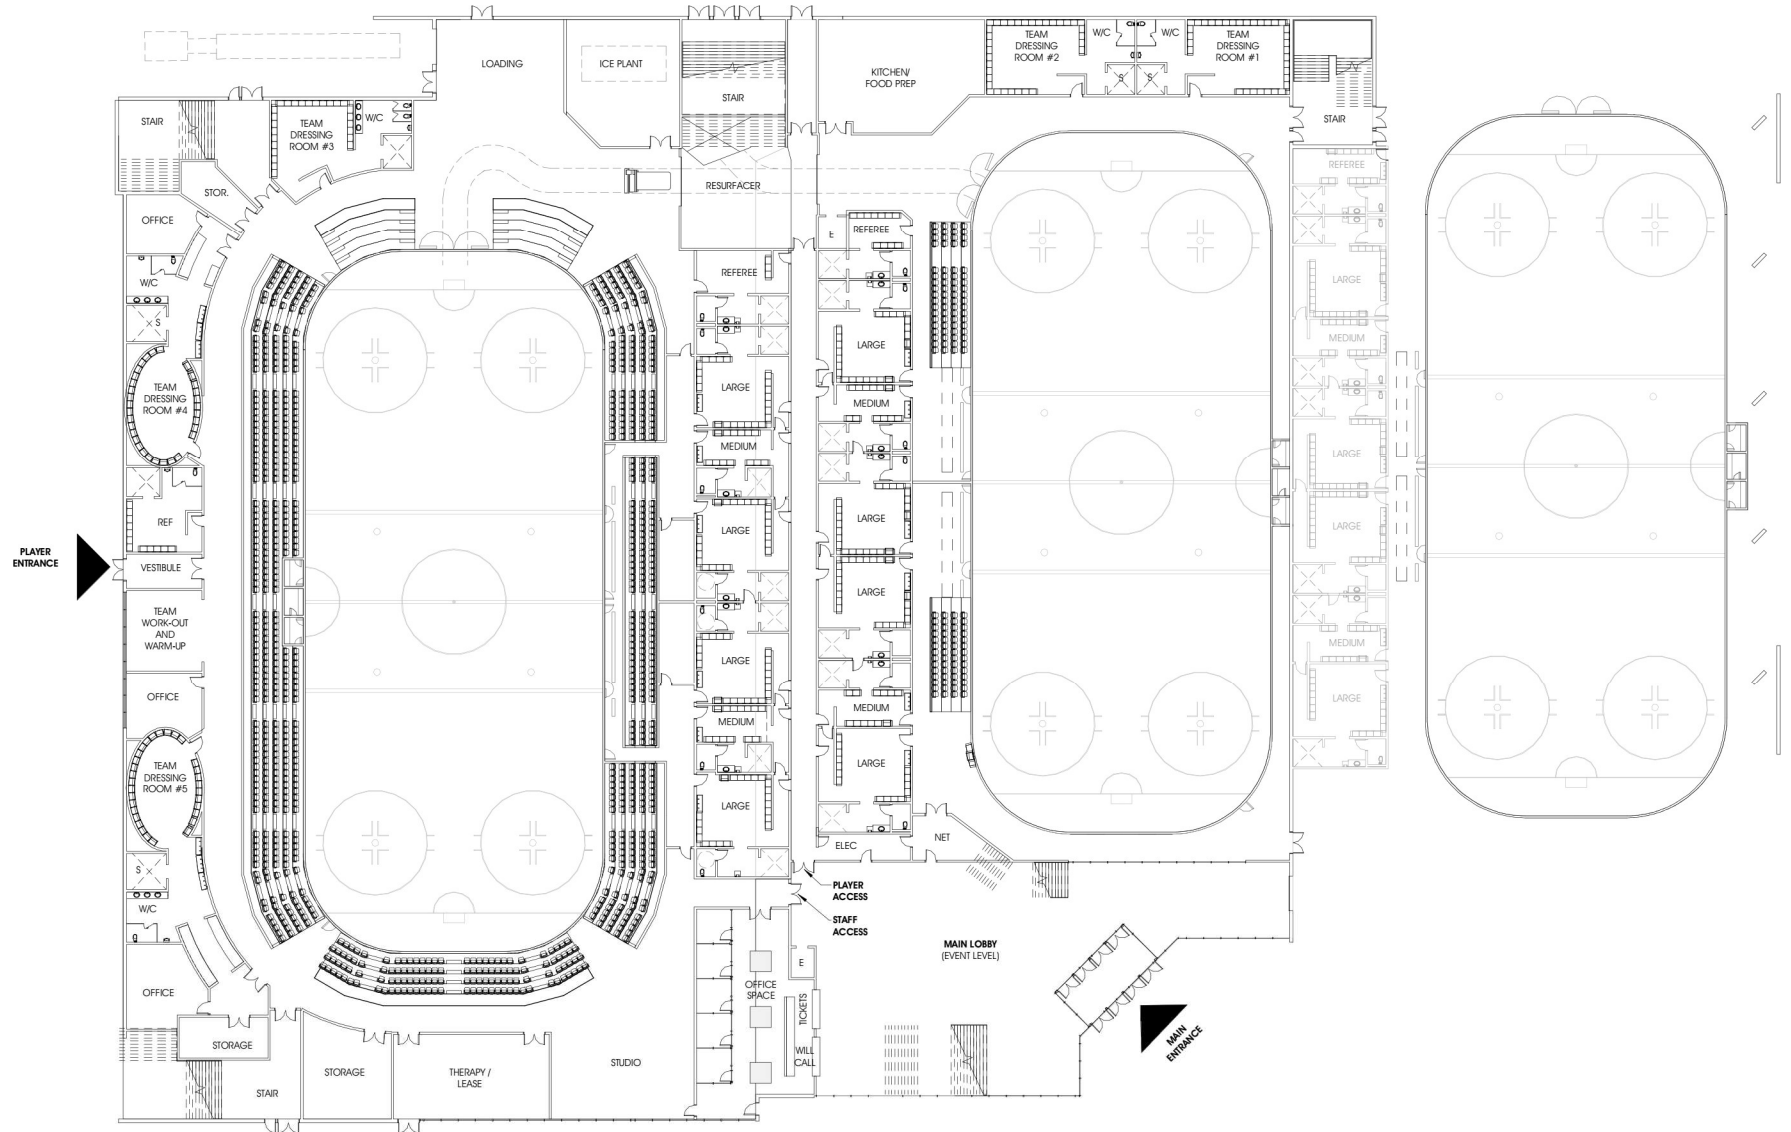 TEAM
DRESSING
ROOM #2
W/C
W/C
TEAM
DRESSING
ROOM #1
LOADING
ICE PLANT
KITCHEN/
FOOD PREP
S
S
STAIR
STAIR
TEAM
DRESSING
ROOM #3
W/C
STAIR
REFEREE
STOR.
RESURFACER
OFFICE
E
REFEREE
W/C
REFEREE
LARGE
S
LARGE
MEDIUM
TEAM
DRESSING
ROOM #4
LARGE
MEDIUM
MEDIUM
LARGE
REF
LARGE
LARGE
LARGE
PLAYER
ENTRANCE
VESTIBULE
LARGE
TEAM
WORK-OUT
AND
WARM-UP
MEDIUM
LARGE
OFFICE
LARGE
MEDIUM
MEDIUM
TEAM
DRESSING
ROOM #5
LARGE
LARGE
NET
ELEC
S
PLAYER
ACCESS
W/C
STAFF
ACCESS
MAIN LOBBY
(EVENT LEVEL)
E
OFFICE
OFFICE
SPACE
TICKETS
MAIN
ENTRANCE
STORAGE
WILL
CALL
STUDIO
STORAGE
THERAPY /
LEASE
STAIR